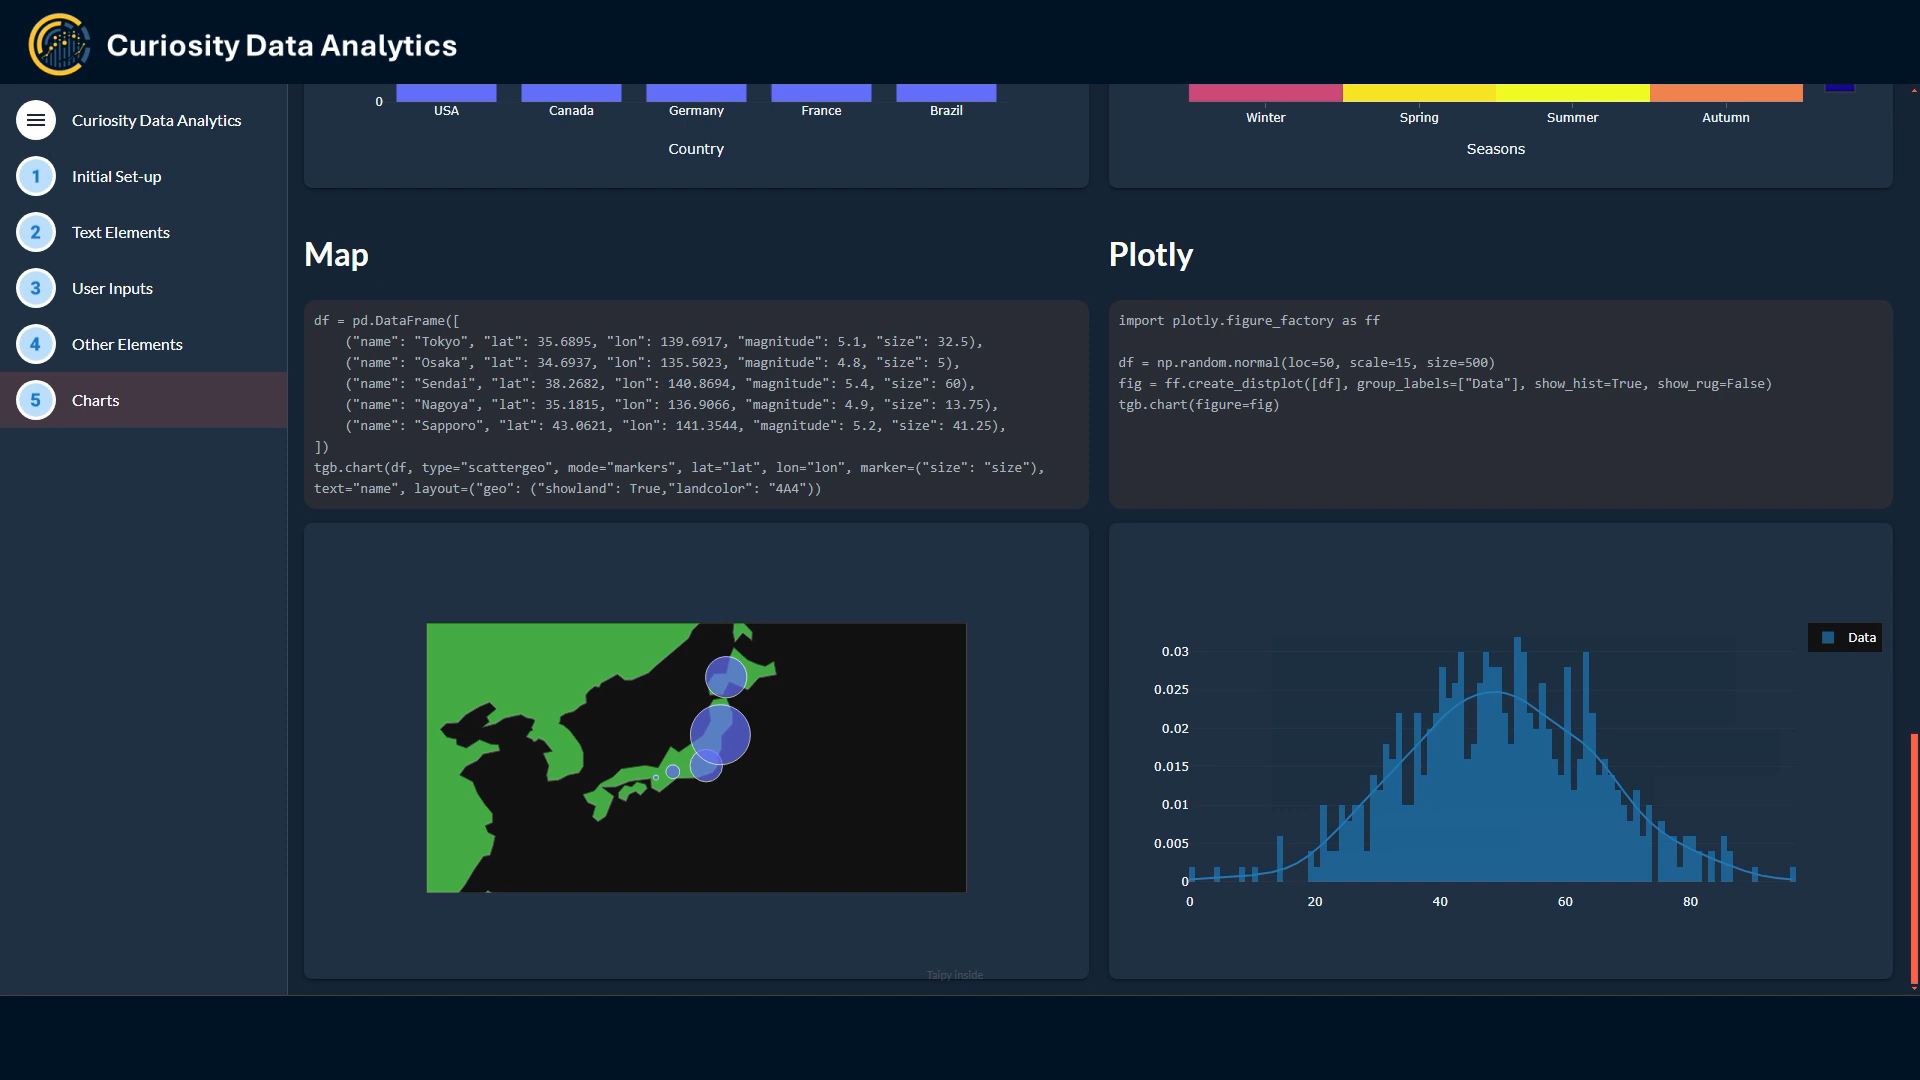 Curiosity Data Analytics
Curiosity Data Analytics
1 Initial Set-up
2 Text Elements
3 User Inputs
4 Other Elements
5 Charts
0
USA Canada Germany France Brazil
Country
Winter Spring Summer Autumn
Seasons
Map
df = pd.DataFrame([
("name": "Tokyo", "lat": 35.6895, "lon": 139.6917, "magnitude": 5.1, "size": 32.5),
("name": "Osaka", "lat": 34.6937, "lon": 135.5023, "magnitude": 4.8, "size": 5),
("name": "Sendai", "lat": 38.2682, "lon": 140.8694, "magnitude": 5.4, "size": 60),
("name": "Nagoya", "lat": 35.1815, "lon": 136.9066, "magnitude": 4.9, "size": 13.75),
("name": "Sapporo", "lat": 43.0621, "lon": 141.3544, "magnitude": 5.2, "size": 41.25),
])
tgb.chart(df, type="scattergeo", mode="markers", lat="lat", lon="lon", marker=("size": "size"),
text="name", layout=("geo": ("showland": True,"landcolor": "4A4"))
Taipy inside
Plotly
import plotly.figure_factory as ff
df = np.random.normal(loc=50, scale=15, size=500)
fig = ff.create_distplot([df], group_labels=["Data"], show_hist=True, show_rug=False)
tgb.chart(figure=fig)
Data
0.03
0.025
0.02
0.015
0.01
0.005
0
0 20 40 60 80